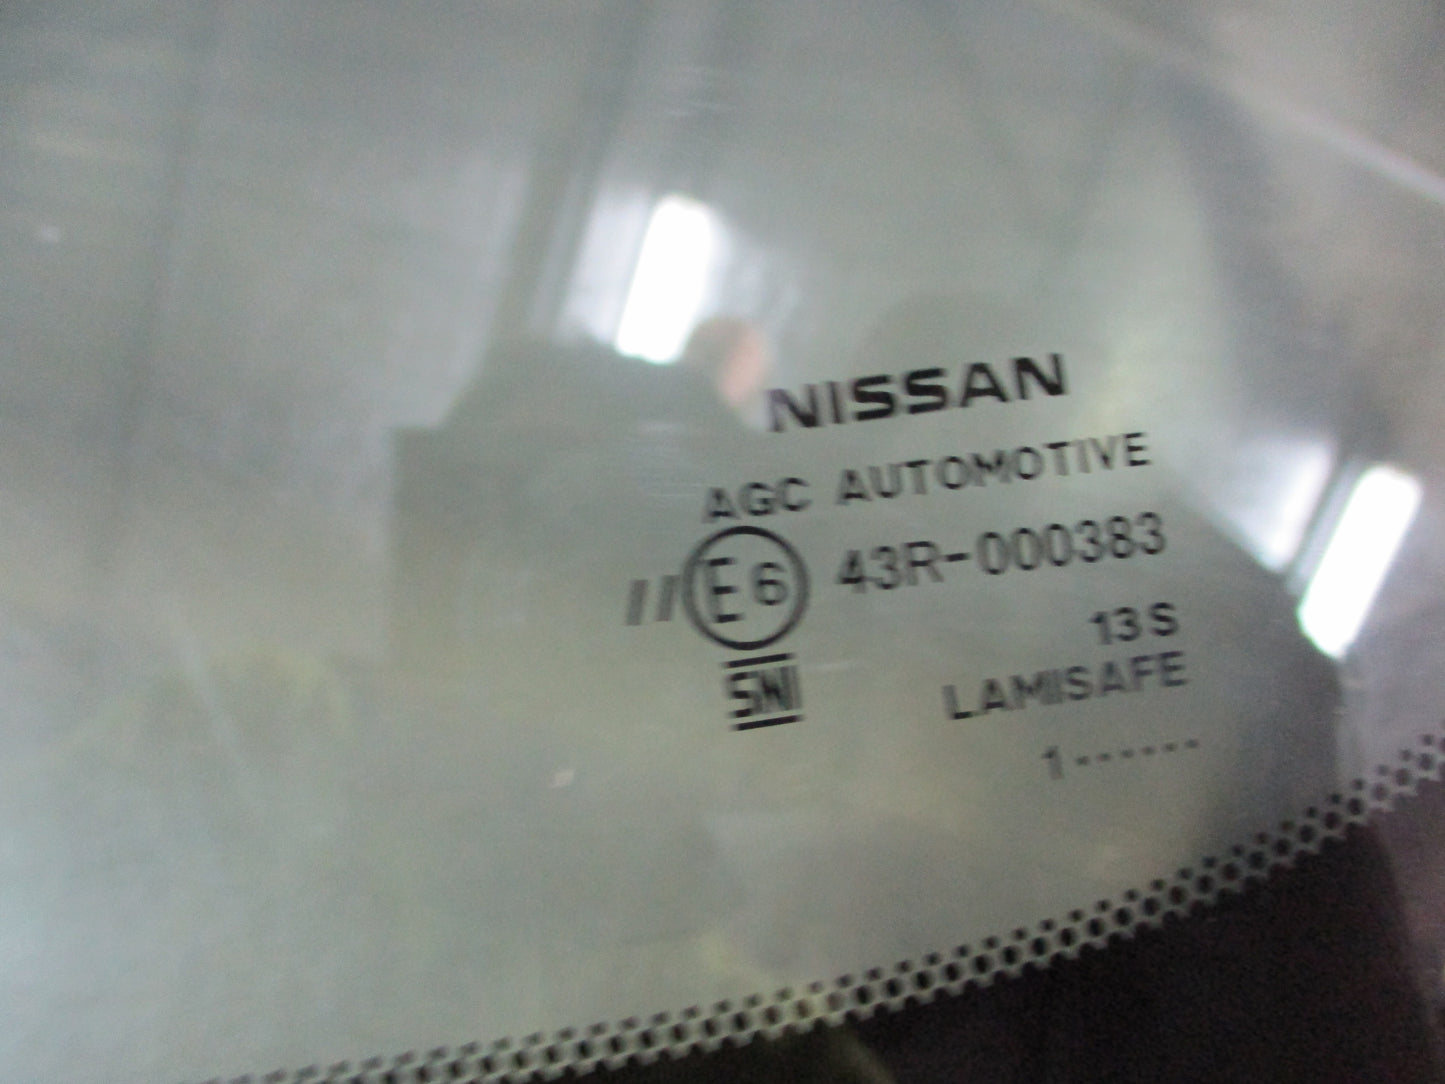 NISSAN
AGC AUTOMOTIVE
//E6 43R-000383
13S
SNI
LAMISAFE
1------